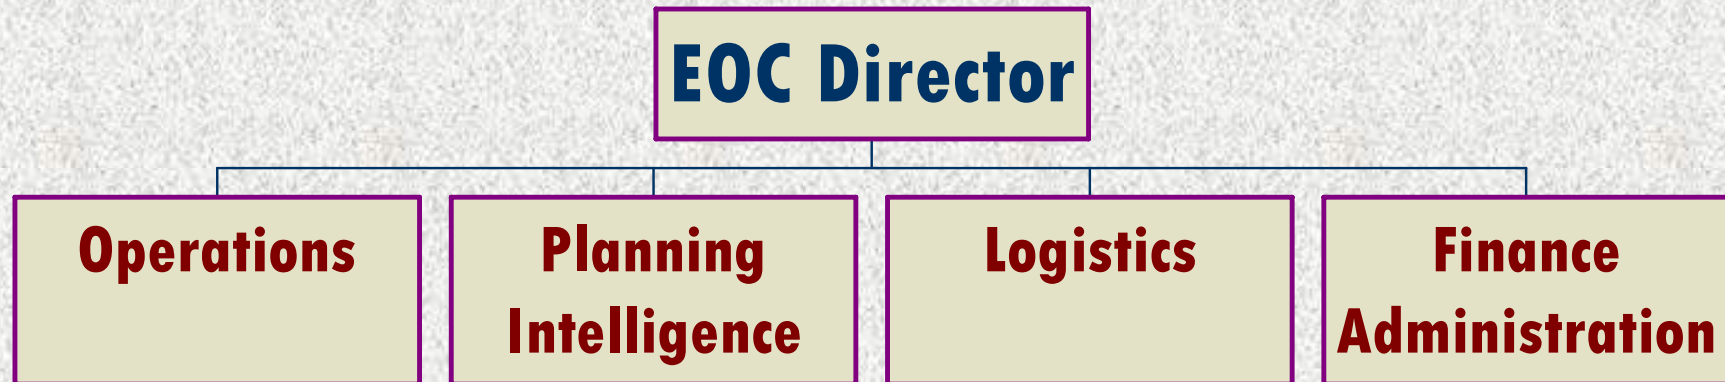 EOC Director
Operations
Planning
Intelligence
Logistics
Finance
Administration